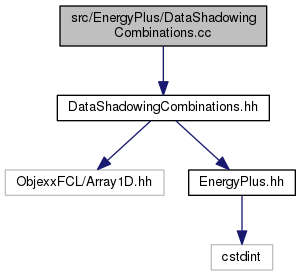 src/EnergyPlus/DataShadowing
Combinations.cc
DataShadowingCombinations.hh
ObjexxFCL/Array1D.hh
EnergyPlus.hh
cstdint